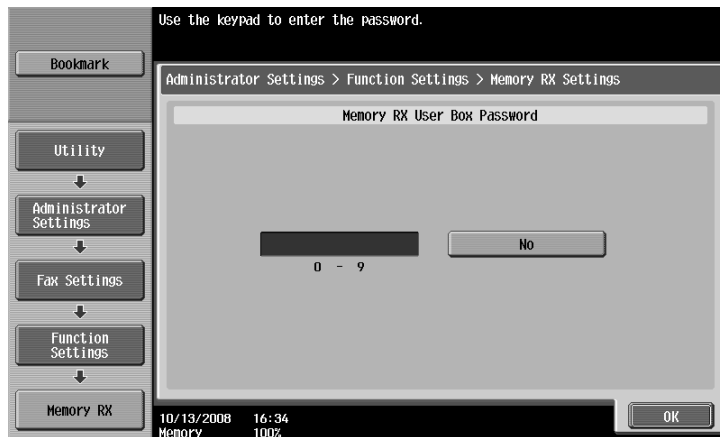 Use the keypad to enter the password.
Bookmark
Administrator Settings > Function Settings > Memory RX Settings
Memory RX User Box Password
Utility
Administrator
Settings
No
0 - 9
Fax Settings
Function
Settings
Memory RX
10/13/2008 16:34
Memory 100%
OK